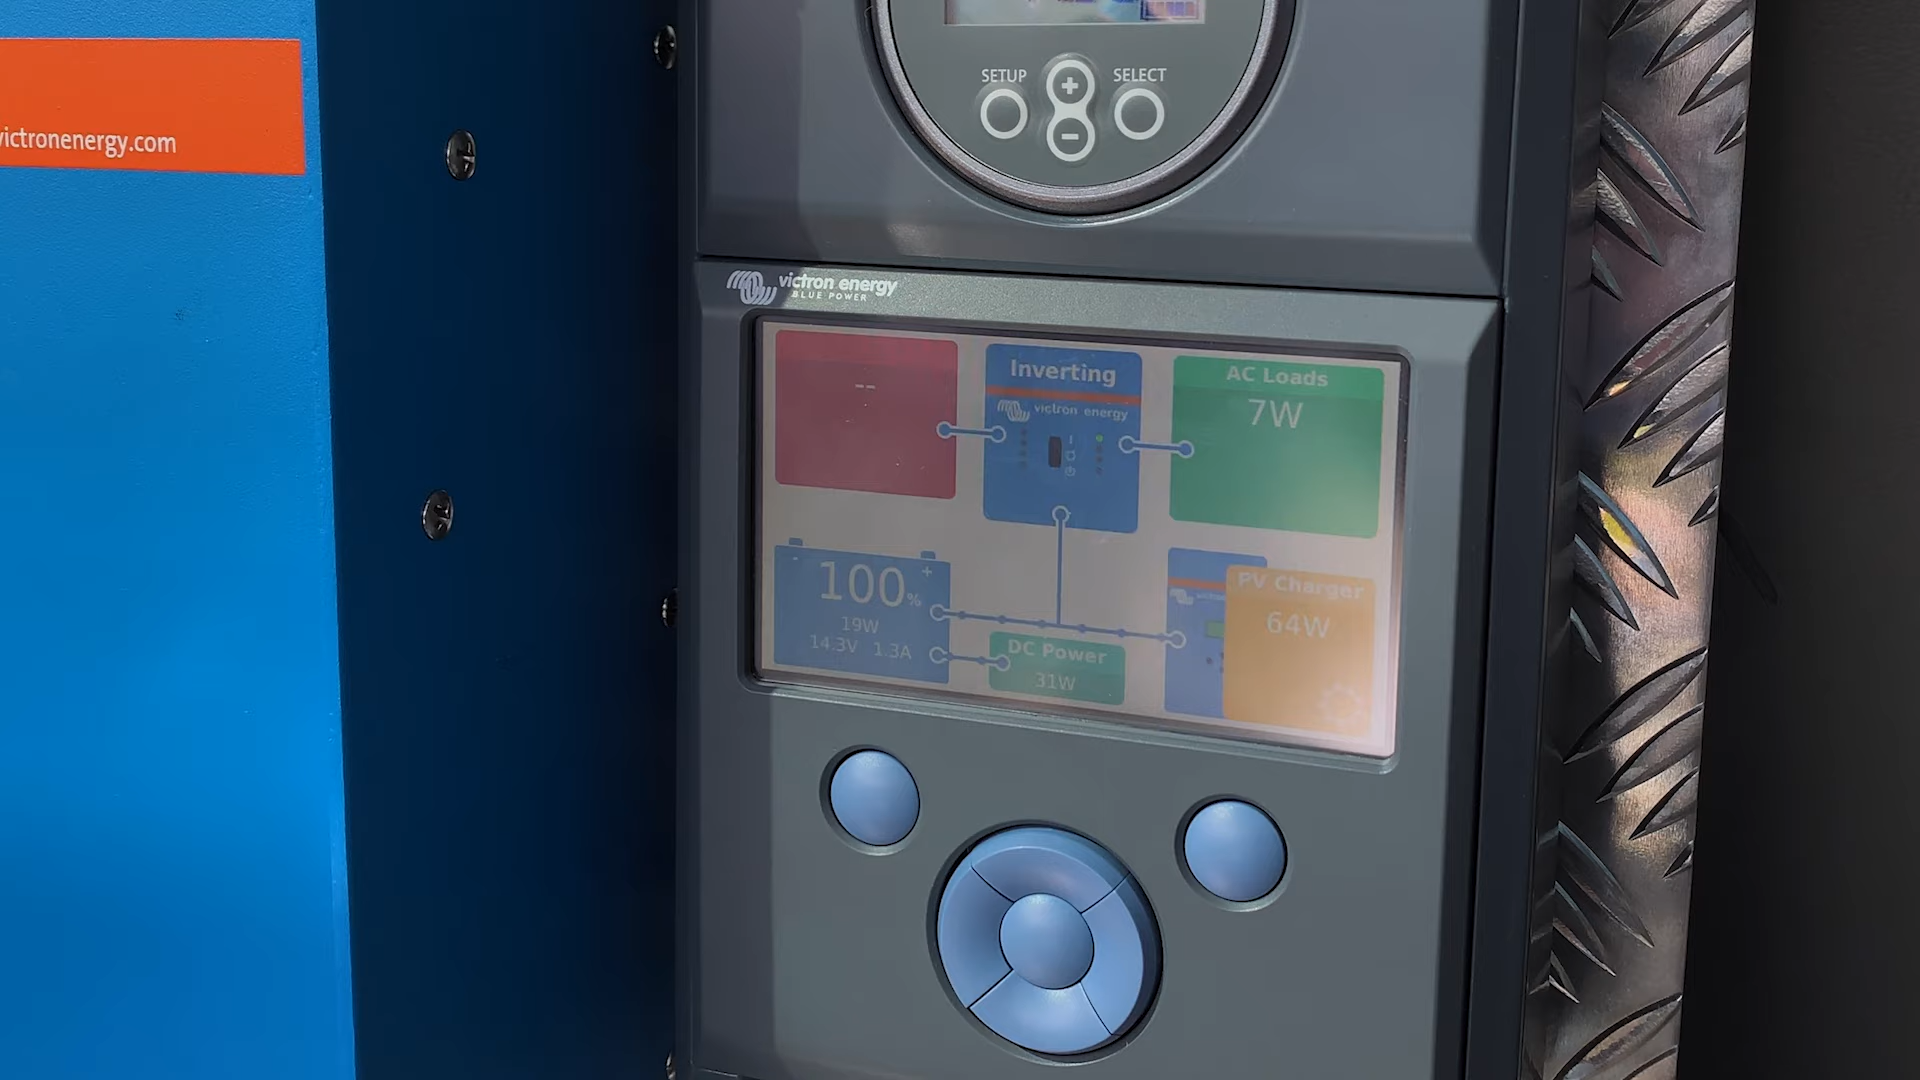 victronenergy.com
SETUP
+
SELECT
-
victron energy
BLUE POWER
--
Inverting
victron energy
AC Loads
7W
- +
100%
19W
14.3V 1.3A
DC Power
31W
PV Charger
64W